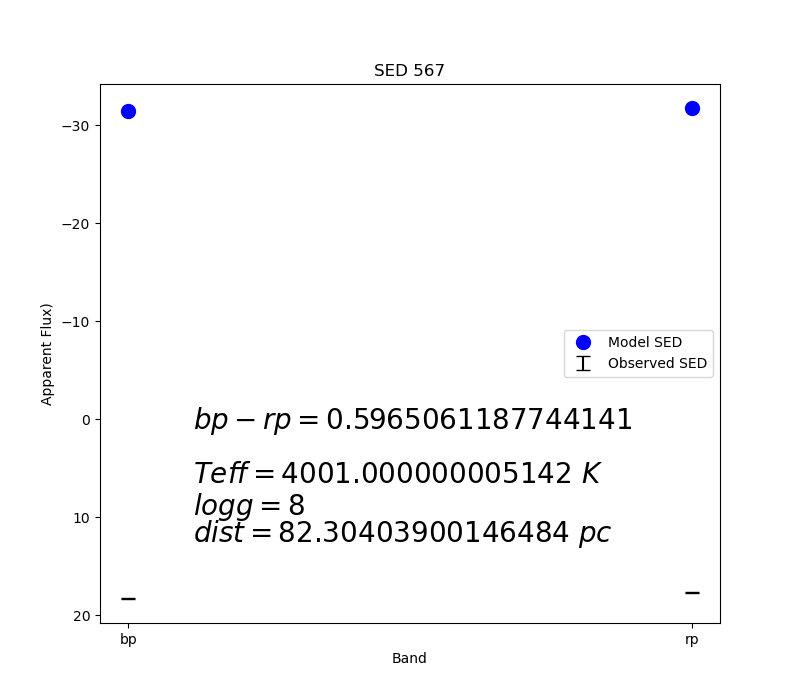 SED 567
−30
−20
−10
0
10
20
Apparent Flux)
Model SED
Observed SED
bp − rp = 0.5965061187744141
Teff = 4001.000000005142 K
logg = 8
dist = 82.30403900146484 pc
bp
rp
Band